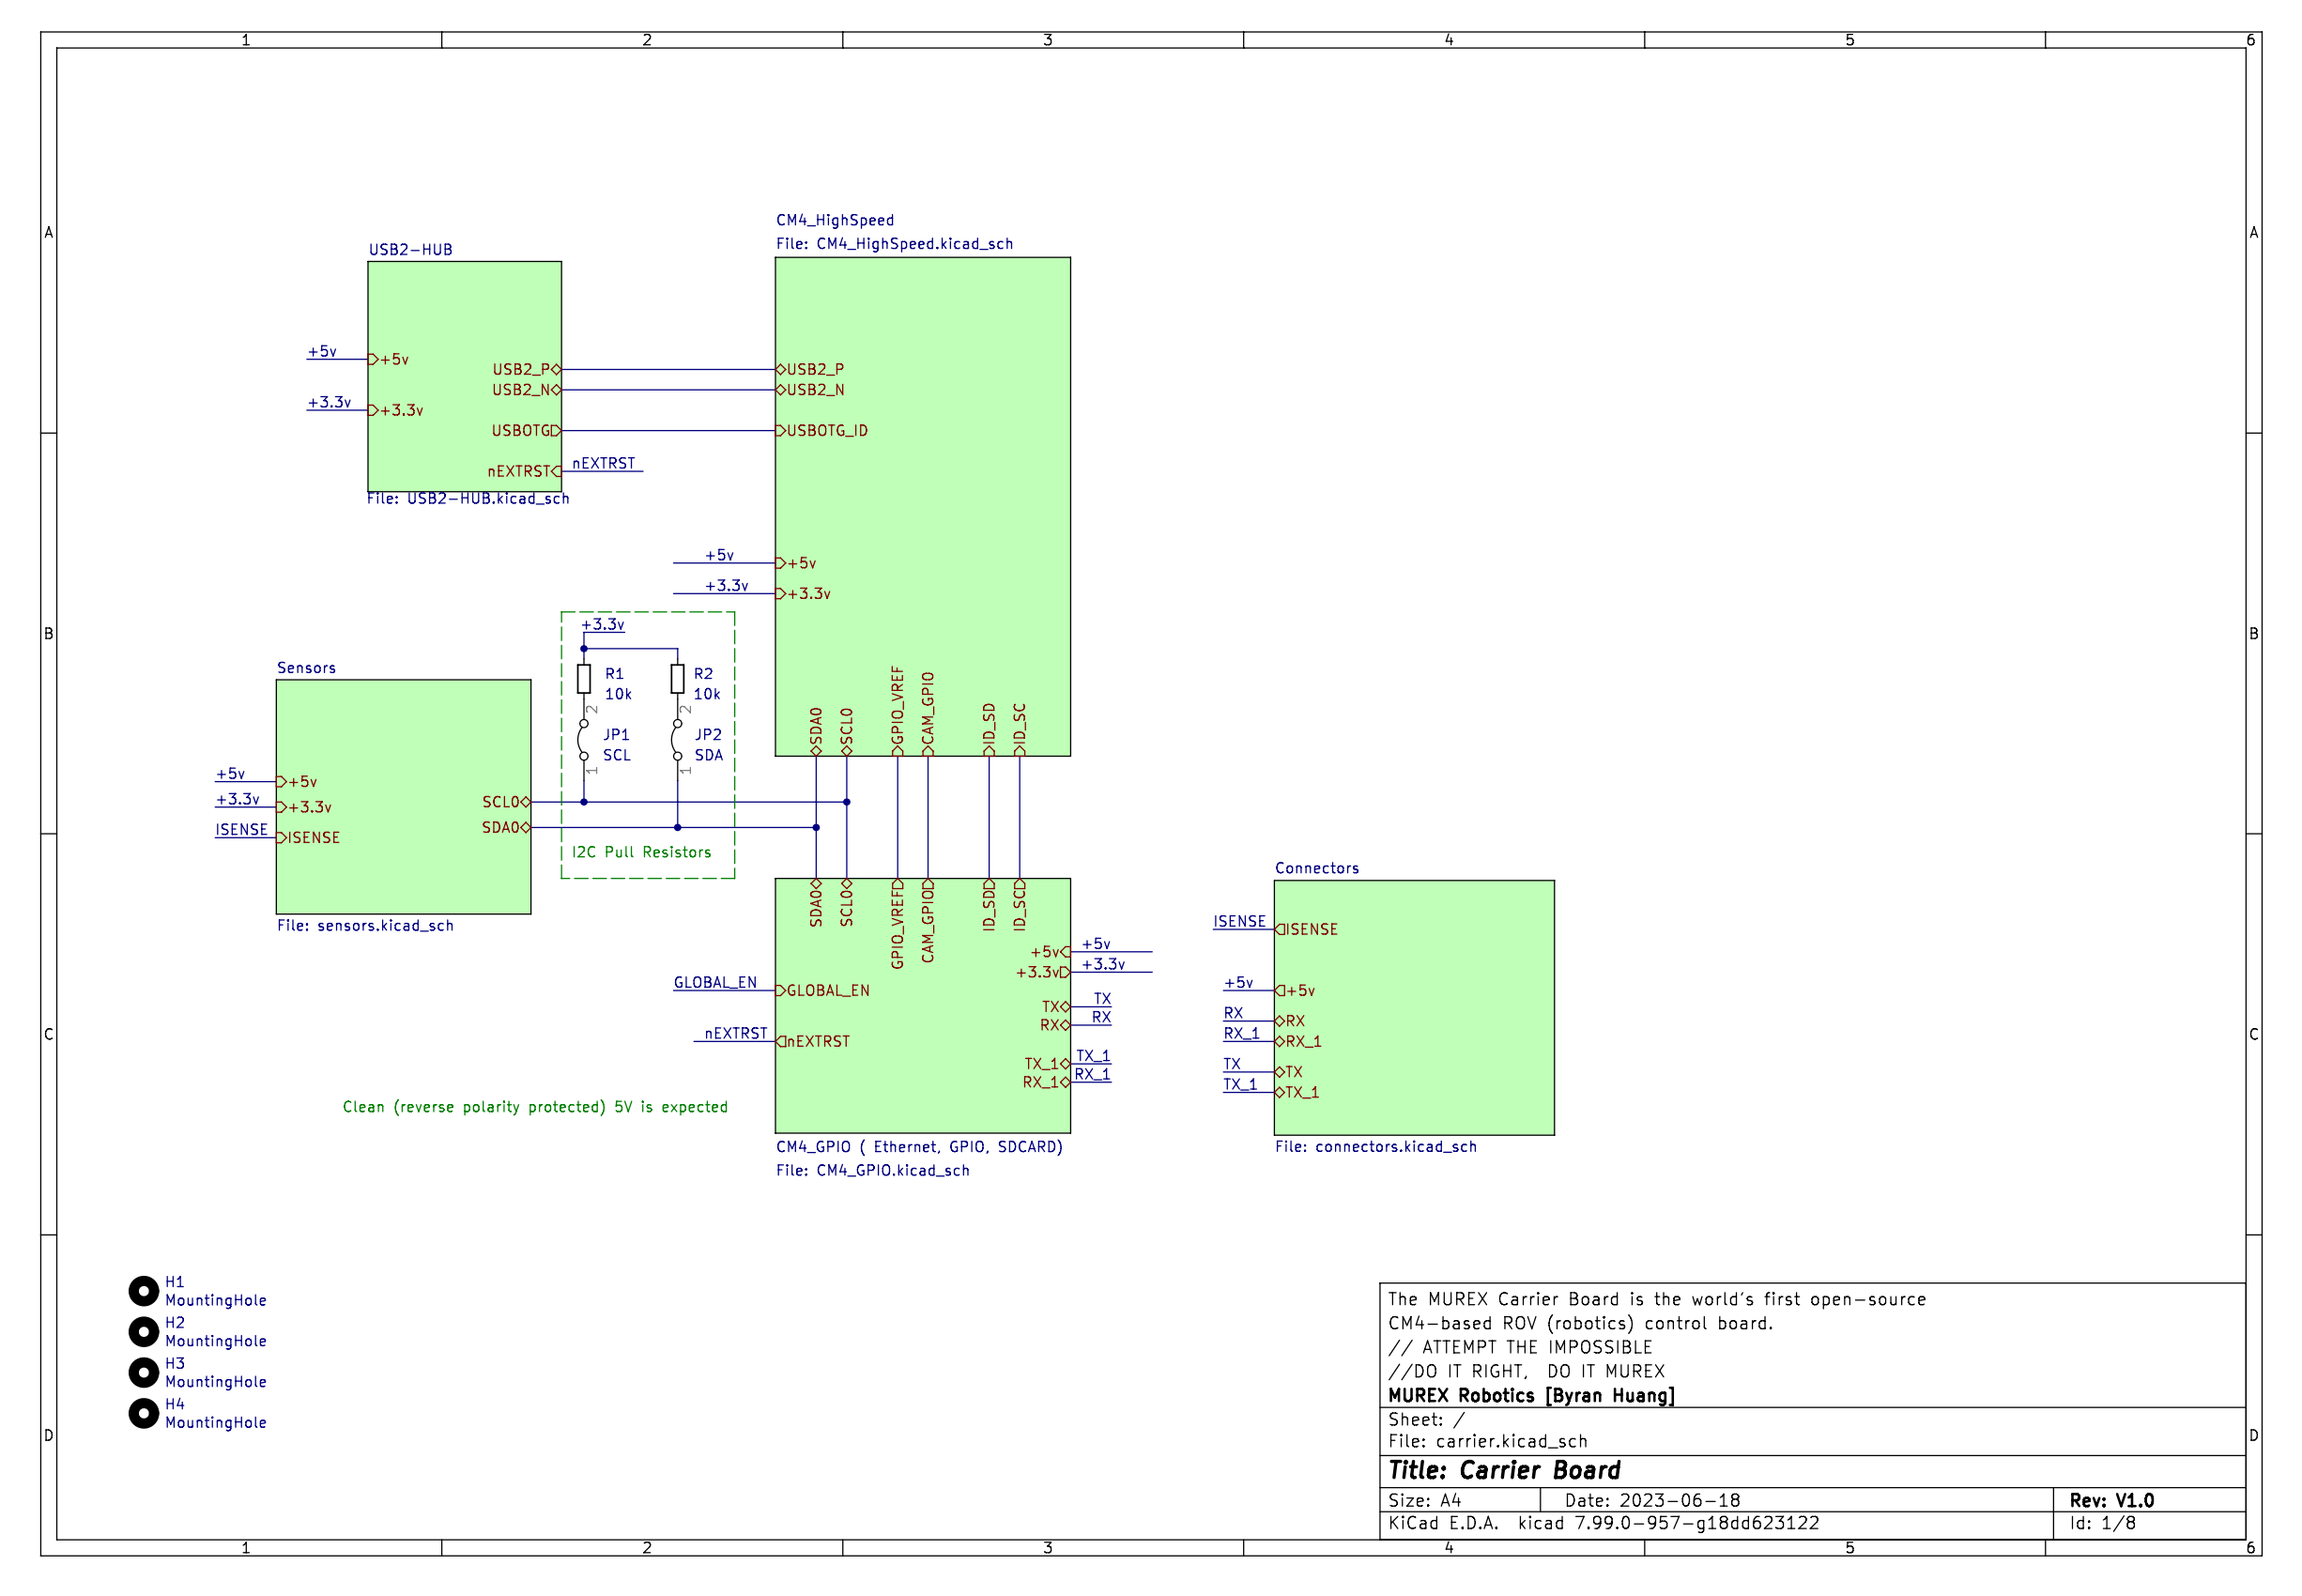 1 2 3 4 5 6
A A
B B
C C
D D
USB2-HUB
+5v +5v
+3.3v +3.3v
USB2_P
USB2_N
USBOTG
nEXTRST nEXTRST
File: USB2-HUB.kicad_sch
CM4_HighSpeed
File: CM4_HighSpeed.kicad_sch
USB2_P
USB2_N
USBOTG_ID
+5v +5v
+3.3v +3.3v
SDA0
SCL0
GPIO_VREF
CAM_GPIO
ID_SD
ID_SC
+3.3v
R1
10k
R2
10k
2 2
JP1
SCL
JP2
SDA
1 1
I2C Pull Resistors
Sensors
+5v +5v
+3.3v +3.3v
ISENSE ISENSE
SCL0
SDA0
File: sensors.kicad_sch
SDA0
SCL0
GPIO_VREF
CAM_GPIO
ID_SD
ID_SC
+5v +5v
+3.3v +3.3v
GLOBAL_EN GLOBAL_EN
TX TX
RX RX
nEXTRST nEXTRST
TX_1 TX_1
RX_1 RX_1
CM4_GPIO ( Ethernet, GPIO, SDCARD)
File: CM4_GPIO.kicad_sch
Clean (reverse polarity protected) 5V is expected
Connectors
ISENSE ISENSE
+5v +5v
RX RX
RX_1 RX_1
TX TX
TX_1 TX_1
File: connectors.kicad_sch
H1
MountingHole
H2
MountingHole
H3
MountingHole
H4
MountingHole
The MUREX Carrier Board is the world's first open-source
CM4-based ROV (robotics) control board.
// ATTEMPT THE IMPOSSIBLE
//DO IT RIGHT, DO IT MUREX
MUREX Robotics [Byran Huang]
Sheet: /
File: carrier.kicad_sch
Title: Carrier Board
Size: A4 Date: 2023-06-18 Rev: V1.0
KiCad E.D.A. kicad 7.99.0-957-g18dd623122 Id: 1/8
1 2 3 4 5 6